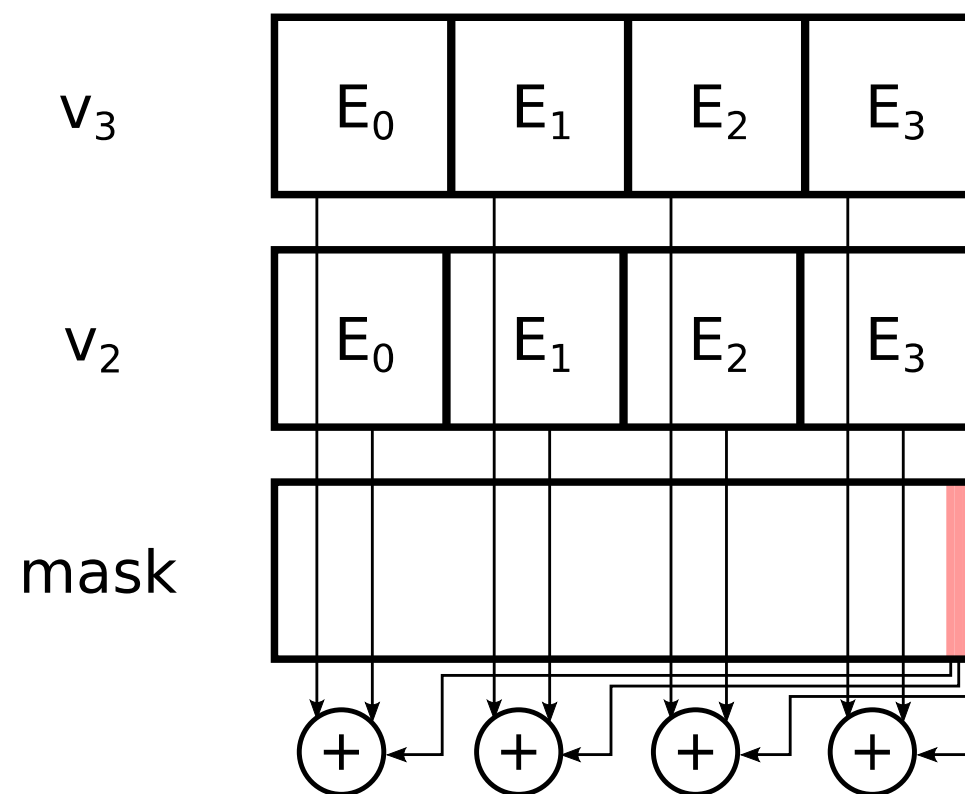 v₃ E₀ E₁ E₂ E₃
v₂ E₀ E₁ E₂ E₃
mask
+ + + +